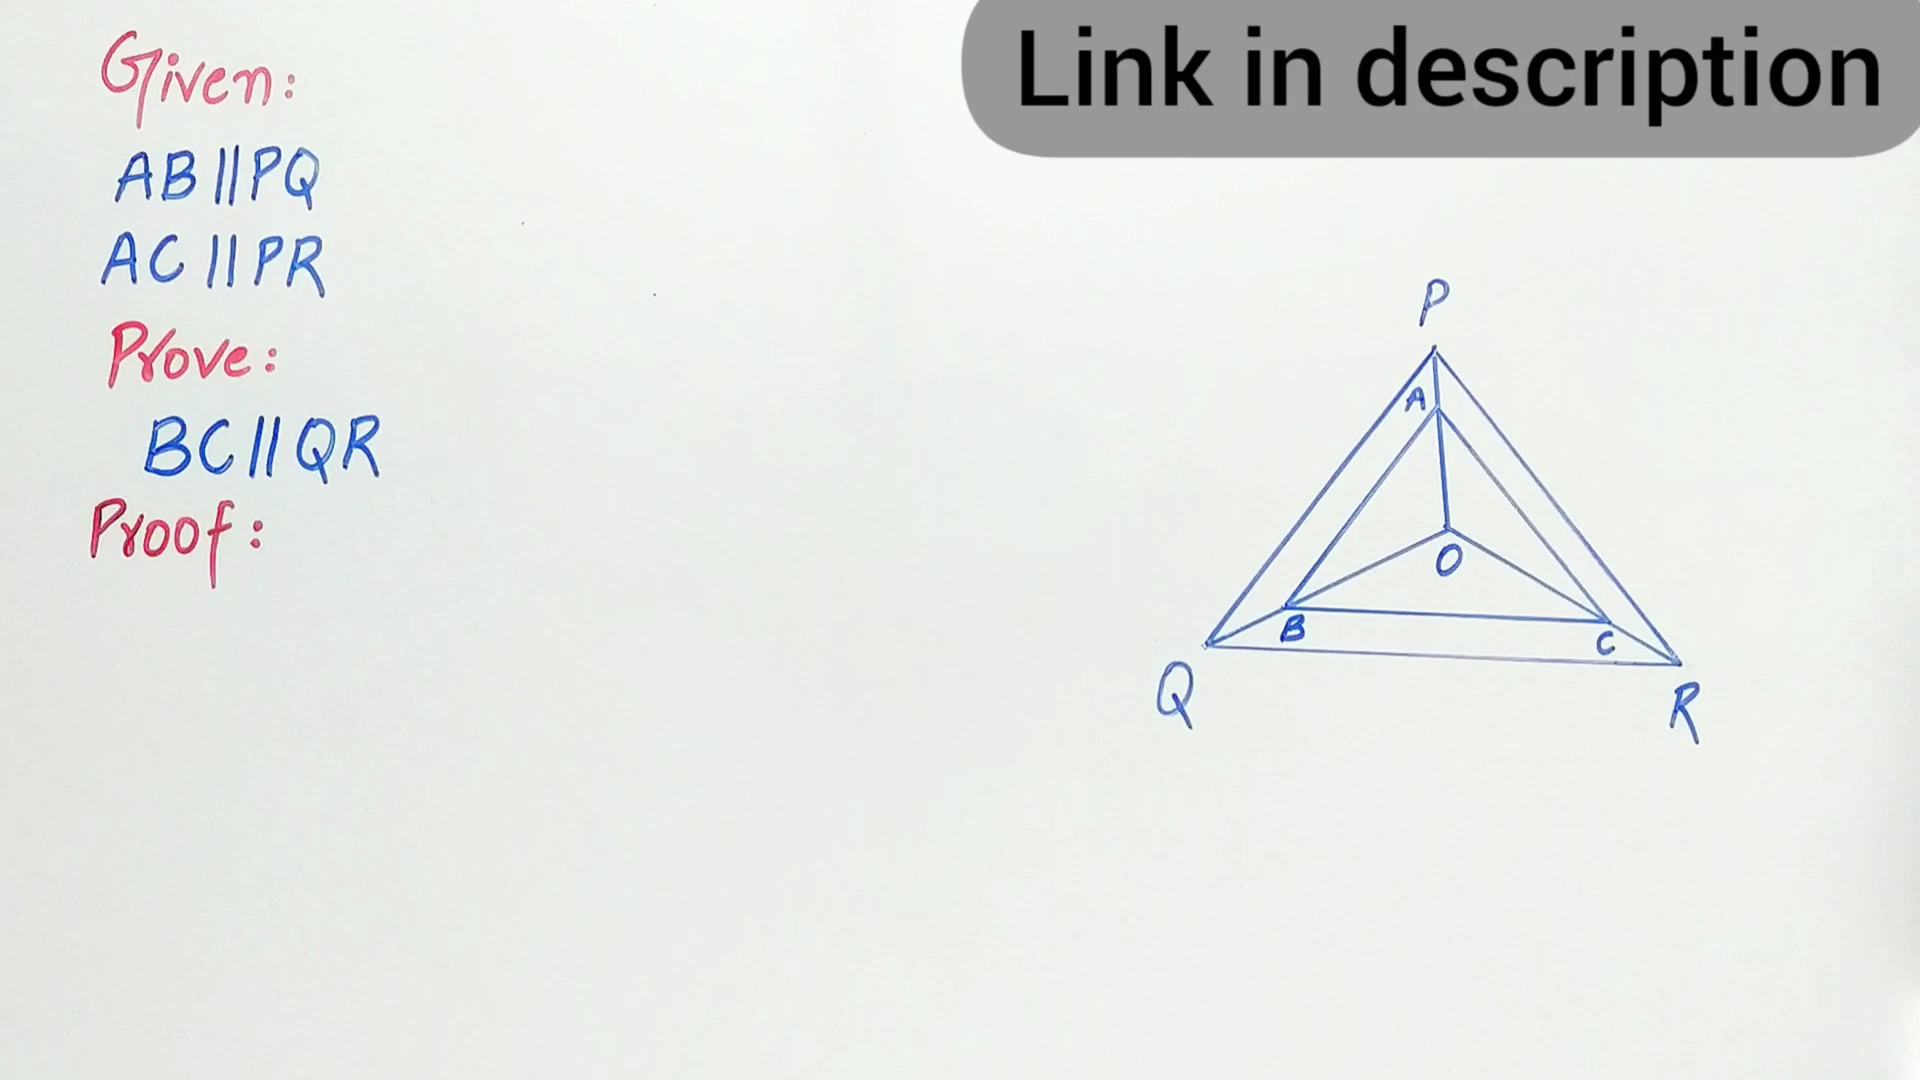 Link in description
Given:
AB||PQ
AC||PR
Prove:
BC||QR
Proof:
P
A
O
B
C
Q
R